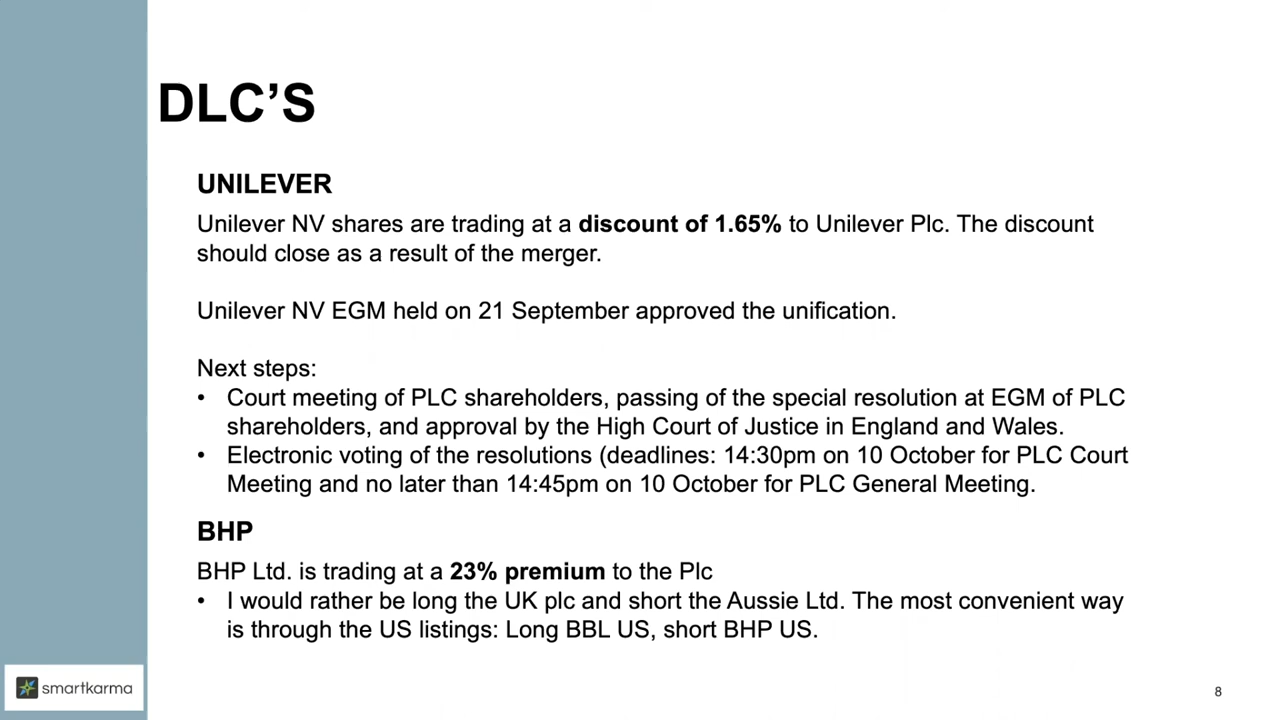 DLC’S
UNILEVER
Unilever NV shares are trading at a discount of 1.65% to Unilever Plc. The discount
should close as a result of the merger.
Unilever NV EGM held on 21 September approved the unification.
Next steps:
• Court meeting of PLC shareholders, passing of the special resolution at EGM of PLC
shareholders, and approval by the High Court of Justice in England and Wales.
• Electronic voting of the resolutions (deadlines: 14:30pm on 10 October for PLC Court
Meeting and no later than 14:45pm on 10 October for PLC General Meeting.
BHP
BHP Ltd. is trading at a 23% premium to the Plc
• I would rather be long the UK plc and short the Aussie Ltd. The most convenient way
is through the US listings: Long BBL US, short BHP US.
smartkarma
8